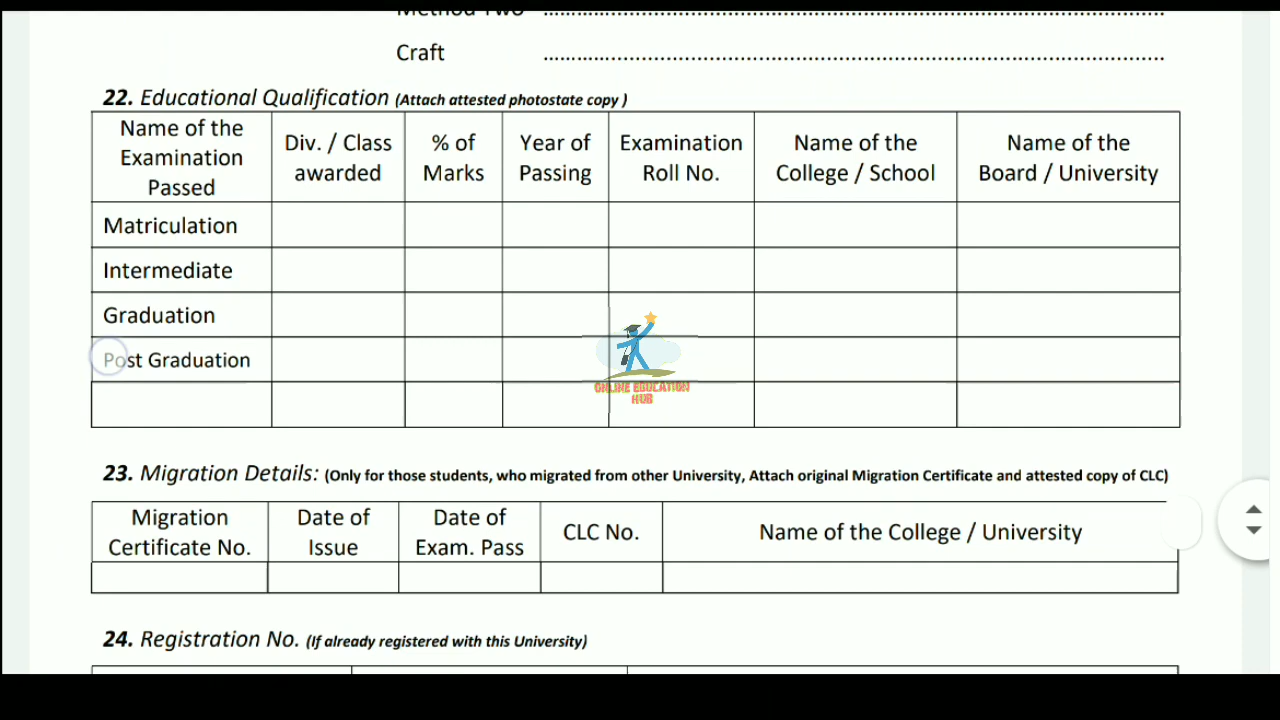 Method Two ........................................................................
Craft ........................................................................
22. Educational Qualification (Attach attested photostate copy )
Name of the Examination Passed
Div. / Class awarded
% of Marks
Year of Passing
Examination Roll No.
Name of the College / School
Name of the Board / University
Matriculation
Intermediate
Graduation
Post Graduation
ONLINE EDUCATION
HUB
23. Migration Details: (Only for those students, who migrated from other University, Attach original Migration Certificate and attested copy of CLC)
Migration Certificate No.
Date of Issue
Date of Exam. Pass
CLC No.
Name of the College / University
24. Registration No. (If already registered with this University)